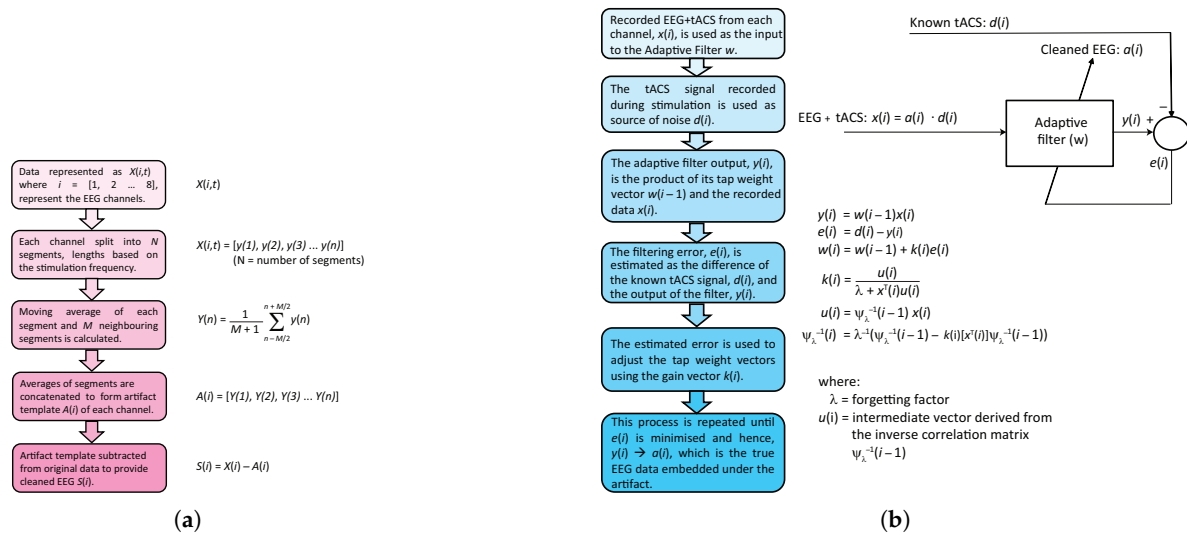 Data represented as X(i,t)
where i = [1, 2 ... 8],
represent the EEG channels.
X(i,t)
Each channel split into N
segments, lengths based on
the stimulation frequency.
X(i,t) = [y(1), y(2), y(3) ... y(n)]
(N = number of segments)
Moving average of each
segment and M neighbouring
segments is calculated.
Y(n) = 1/(M + 1) ∑_{n − M/2}^{n + M/2} y(n)
Averages of segments are
concatenated to form artifact
template A(i) of each channel.
A(i) = [Y(1), Y(2), Y(3) ... Y(n)]
Artifact template subtracted
from original data to provide
cleaned EEG S(i).
S(i) = X(i) – A(i)
(a)
Recorded EEG+tACS from each
channel, x(i), is used as the input
to the Adaptive Filter w.
The tACS signal recorded
during stimulation is used as
source of noise d(i).
The adaptive filter output, y(i),
is the product of its tap weight
vector w(i – 1) and the recorded
data x(i).
The filtering error, e(i), is
estimated as the difference of
the known tACS signal, d(i), and
the output of the filter, y(i).
The estimated error is used to
adjust the tap weight vectors
using the gain vector k(i).
This process is repeated until
e(i) is minimised and hence,
y(i) → a(i), which is the true
EEG data embedded under the
artifact.
Known tACS: d(i)
Cleaned EEG: a(i)
EEG + tACS: x(i) = a(i) · d(i)
Adaptive
filter (w)
y(i) +
–
e(i)
y(i) = w(i – 1)x(i)
e(i) = d(i) – y(i)
w(i) = w(i – 1) + k(i)e(i)
k(i) = u(i)/(λ + xᵀ(i)u(i))
u(i) = ψ_λ⁻¹(i – 1) x(i)
ψ_λ⁻¹(i) = λ⁻¹(ψ_λ⁻¹(i – 1) – k(i)[xᵀ(i)]ψ_λ⁻¹(i – 1))
where:
λ = forgetting factor
u(i) = intermediate vector derived from
the inverse correlation matrix
ψ_λ⁻¹(i – 1)
(b)